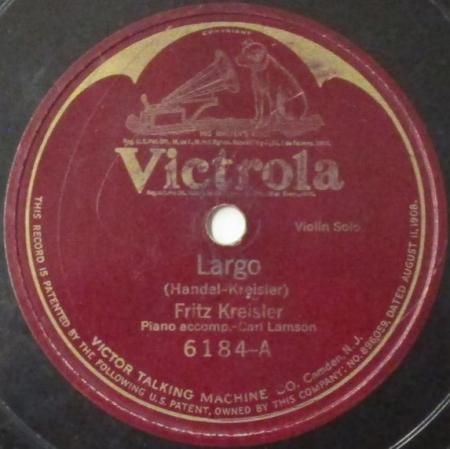 COPYRIGHT
HIS MASTER'S
Victrola
Violin Solo
Largo
(Handel-Kreisler)
Fritz Kreisler
Piano accomp.-Carl Lamson
6184-A
VICTOR TALKING MACHINE CO. Camden, N.J.
THIS RECORD IS PATENTED BY THE FOLLOWING U.S. PATENT, OWNED BY THIS COMPANY: NO. 896059, DATED AUGUST 11, 1908.